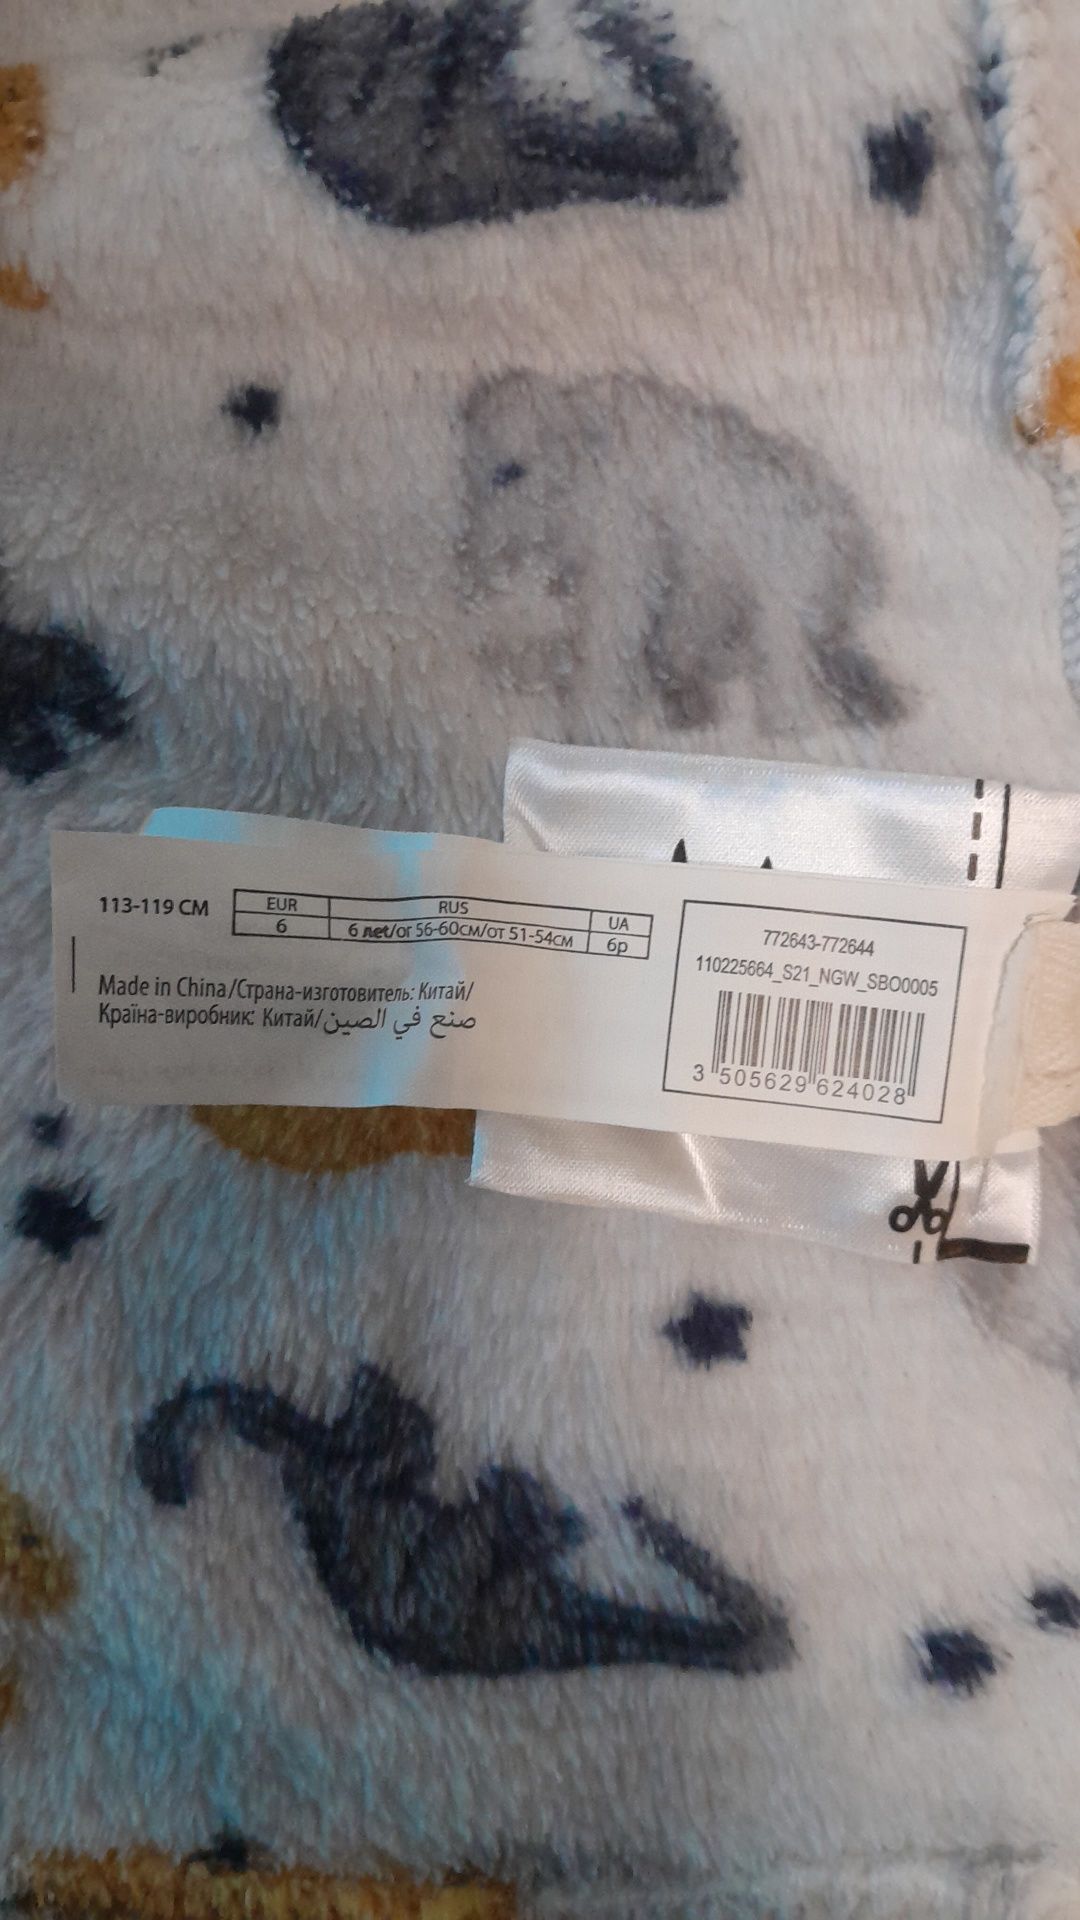 113-119 CM
EUR RUS UA
6 6 лет/ог 56-60см/от 51-54см 6р
Made in China/Страна-изготовитель: Китай/
Країна-виробник: Китай/صنع في الصين
772643-772644
110225664_S21_NGW_SBO0005
3 505629 624028